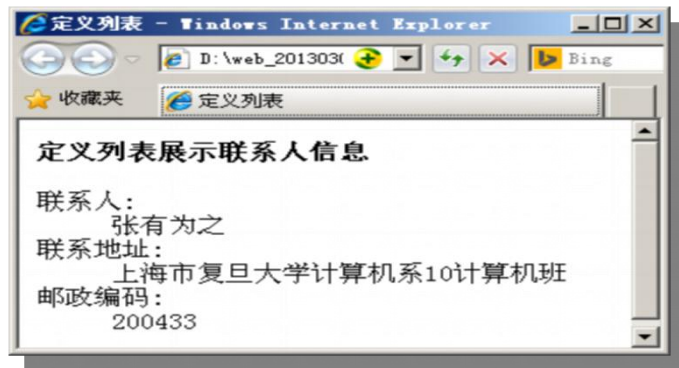 定义列表 - Windows Internet Explorer
D:\web_201303( Bing
收藏夹 定义列表
定义列表展示联系人信息
联系人:
张有为之
联系地址:
上海市复旦大学计算机系10计算机班
邮政编码:
200433